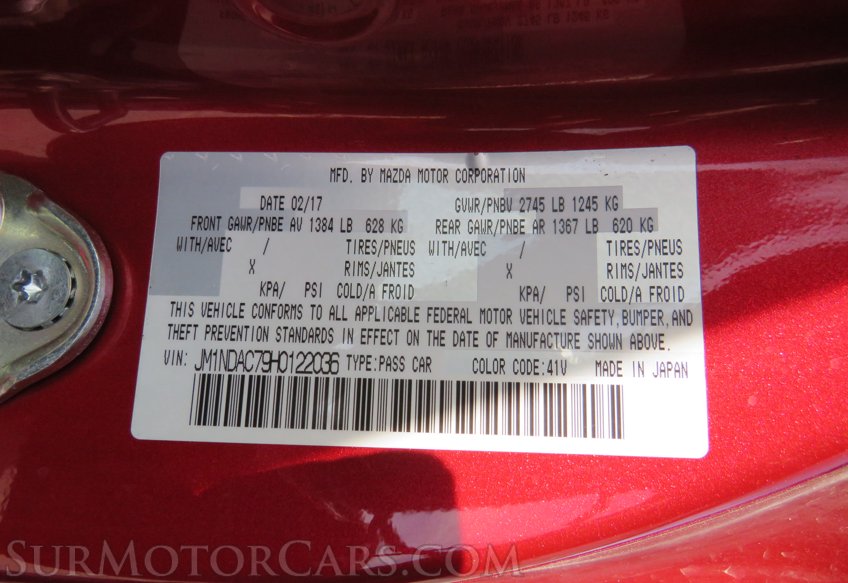 MFD. BY MAZDA MOTOR CORPORATION
DATE 02/17 GVWR/PNBV 2745 LB 1245 KG
FRONT GAWR/PNBE AV 1384 LB 628 KG REAR GAWR/PNBE AR 1367 LB 620 KG
WITH/AVEC / TIRES/PNEUS WITH/AVEC / TIRES/PNEUS
X RIMS/JANTES X RIMS/JANTES
KPA/ PSI COLD/A FROID KPA/ PSI COLD/A FROID
THIS VEHICLE CONFORMS TO ALL APPLICABLE FEDERAL MOTOR VEHICLE SAFETY,BUMPER,AND
THEFT PREVENTION STANDARDS IN EFFECT ON THE DATE OF MANUFACTURE SHOWN ABOVE.
VIN: JM1NDAC79H0122036 TYPE:PASS CAR COLOR CODE:41V MADE IN JAPAN
SURMOTORCARS.COM